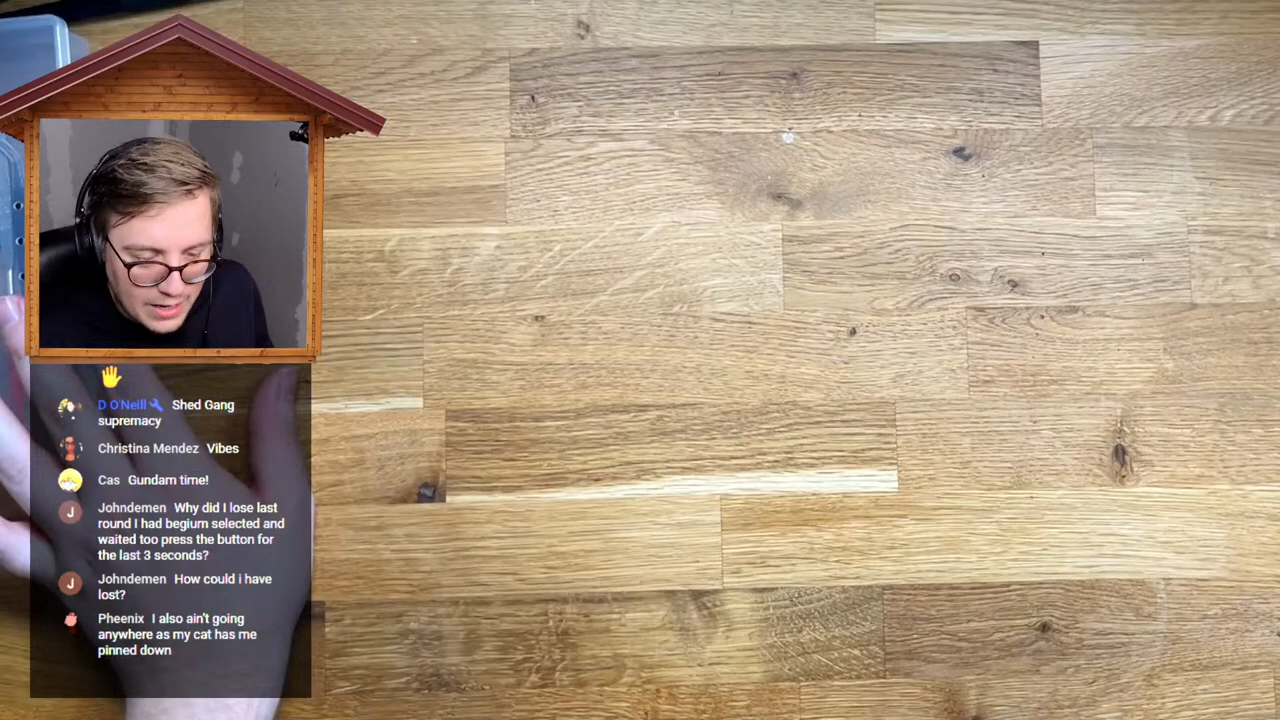 D O'Neill Shed Gang
supremacy
Christina Mendez Vibes
Cas Gundam time!
Johndemen Why did I lose last
round I had begium selected and
waited too press the button for
the last 3 seconds?
Johndemen How could i have
lost?
Pheenix I also ain't going
anywhere as my cat has me
pinned down
J
J